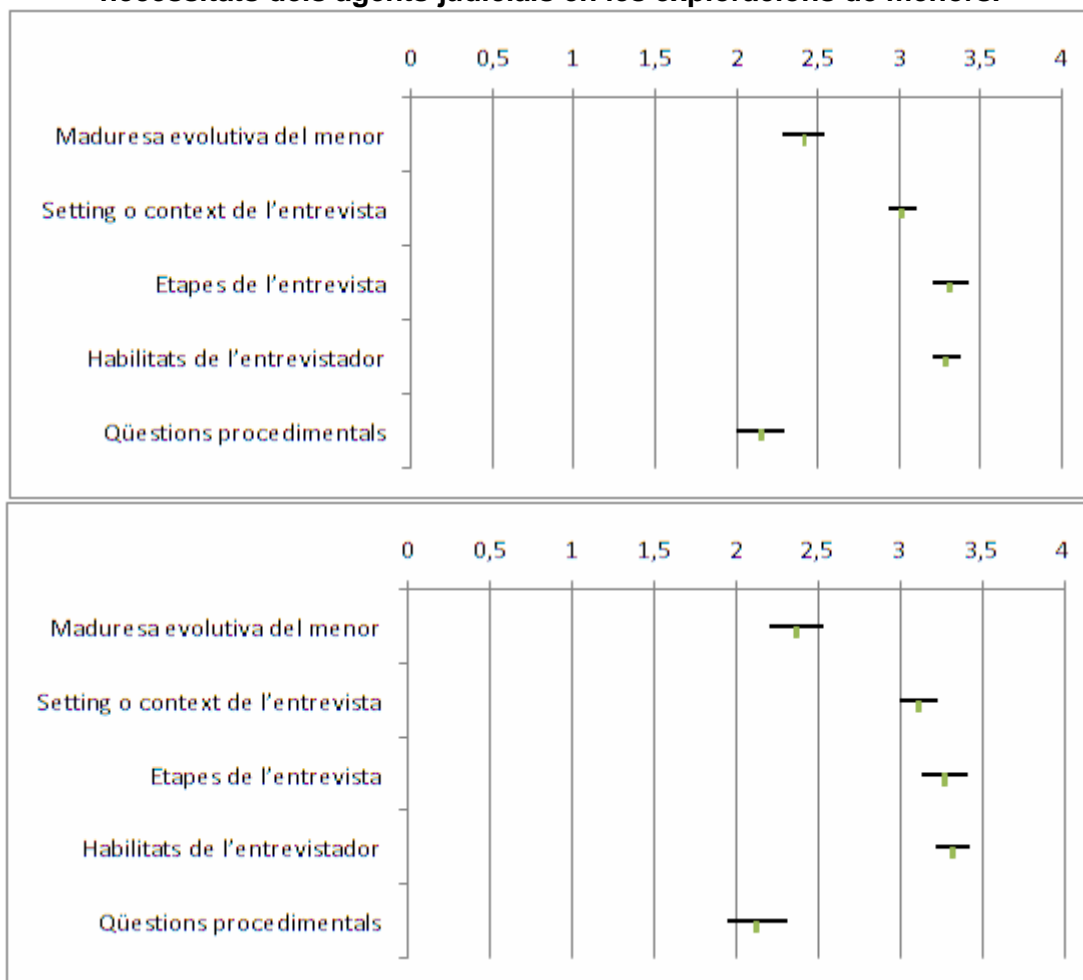 necessitats dels agents judicials en les exploracions de menors.
0 0,5 1 1,5 2 2,5 3 3,5 4
Maduresa evolutiva del menor
Setting o context de l'entrevista
Etapes de l'entrevista
Habilitats de l'entrevistador
Qüestions procedimentals
0 0,5 1 1,5 2 2,5 3 3,5 4
Maduresa evolutiva del menor
Setting o context de l'entrevista
Etapes de l'entrevista
Habilitats de l'entrevistador
Qüestions procedimentals